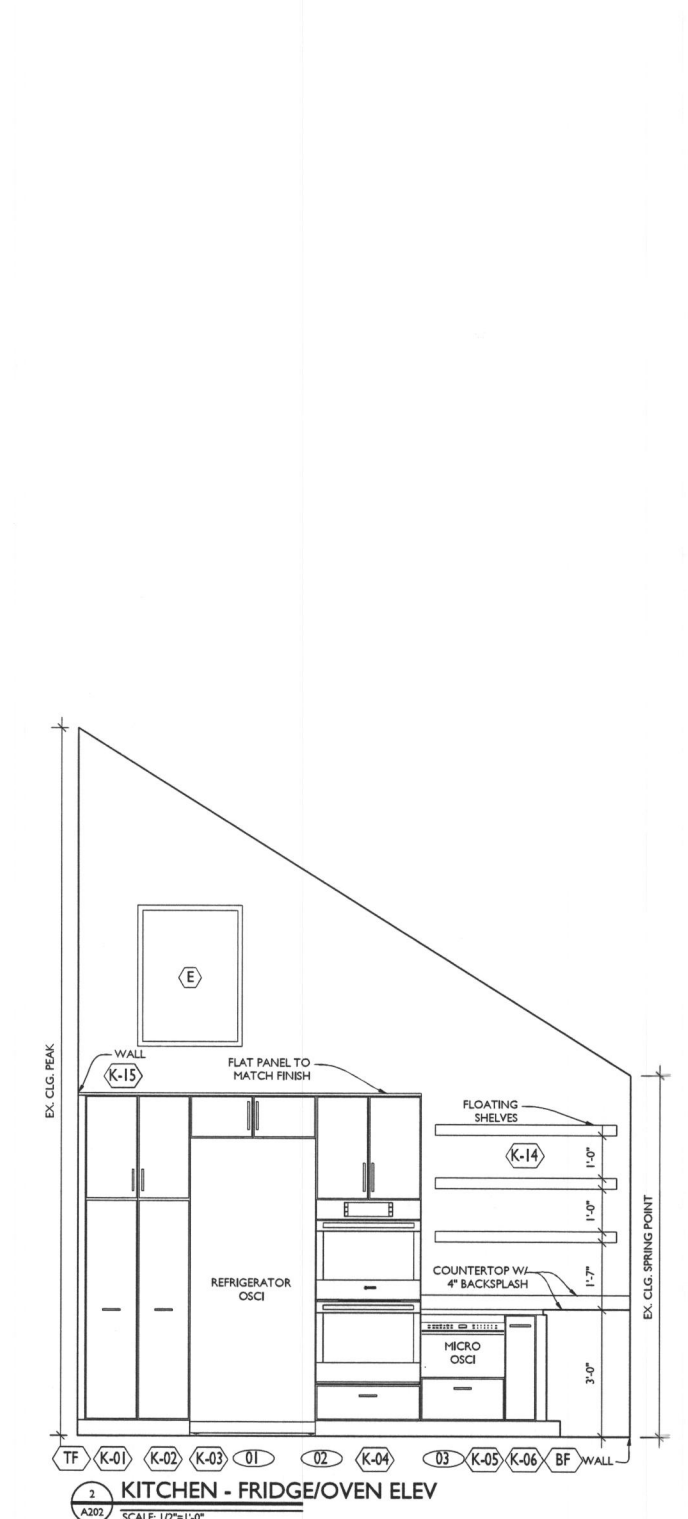 EX. CLG. PEAK
E
WALL
K-15
FLAT PANEL TO
MATCH FINISH
FLOATING
SHELVES
K-14
1'-0"
1'-0"
1'-7"
COUNTERTOP W/
4" BACKSPLASH
EX. CLG. SPRING POINT
REFRIGERATOR
OSCI
MICRO
OSCI
3'-0"
TF K-01 K-02 K-03 01 02 K-04 03 K-05 K-06 BF WALL
2
A202
KITCHEN - FRIDGE/OVEN ELEV
SCALE: 1/2"=1'-0"